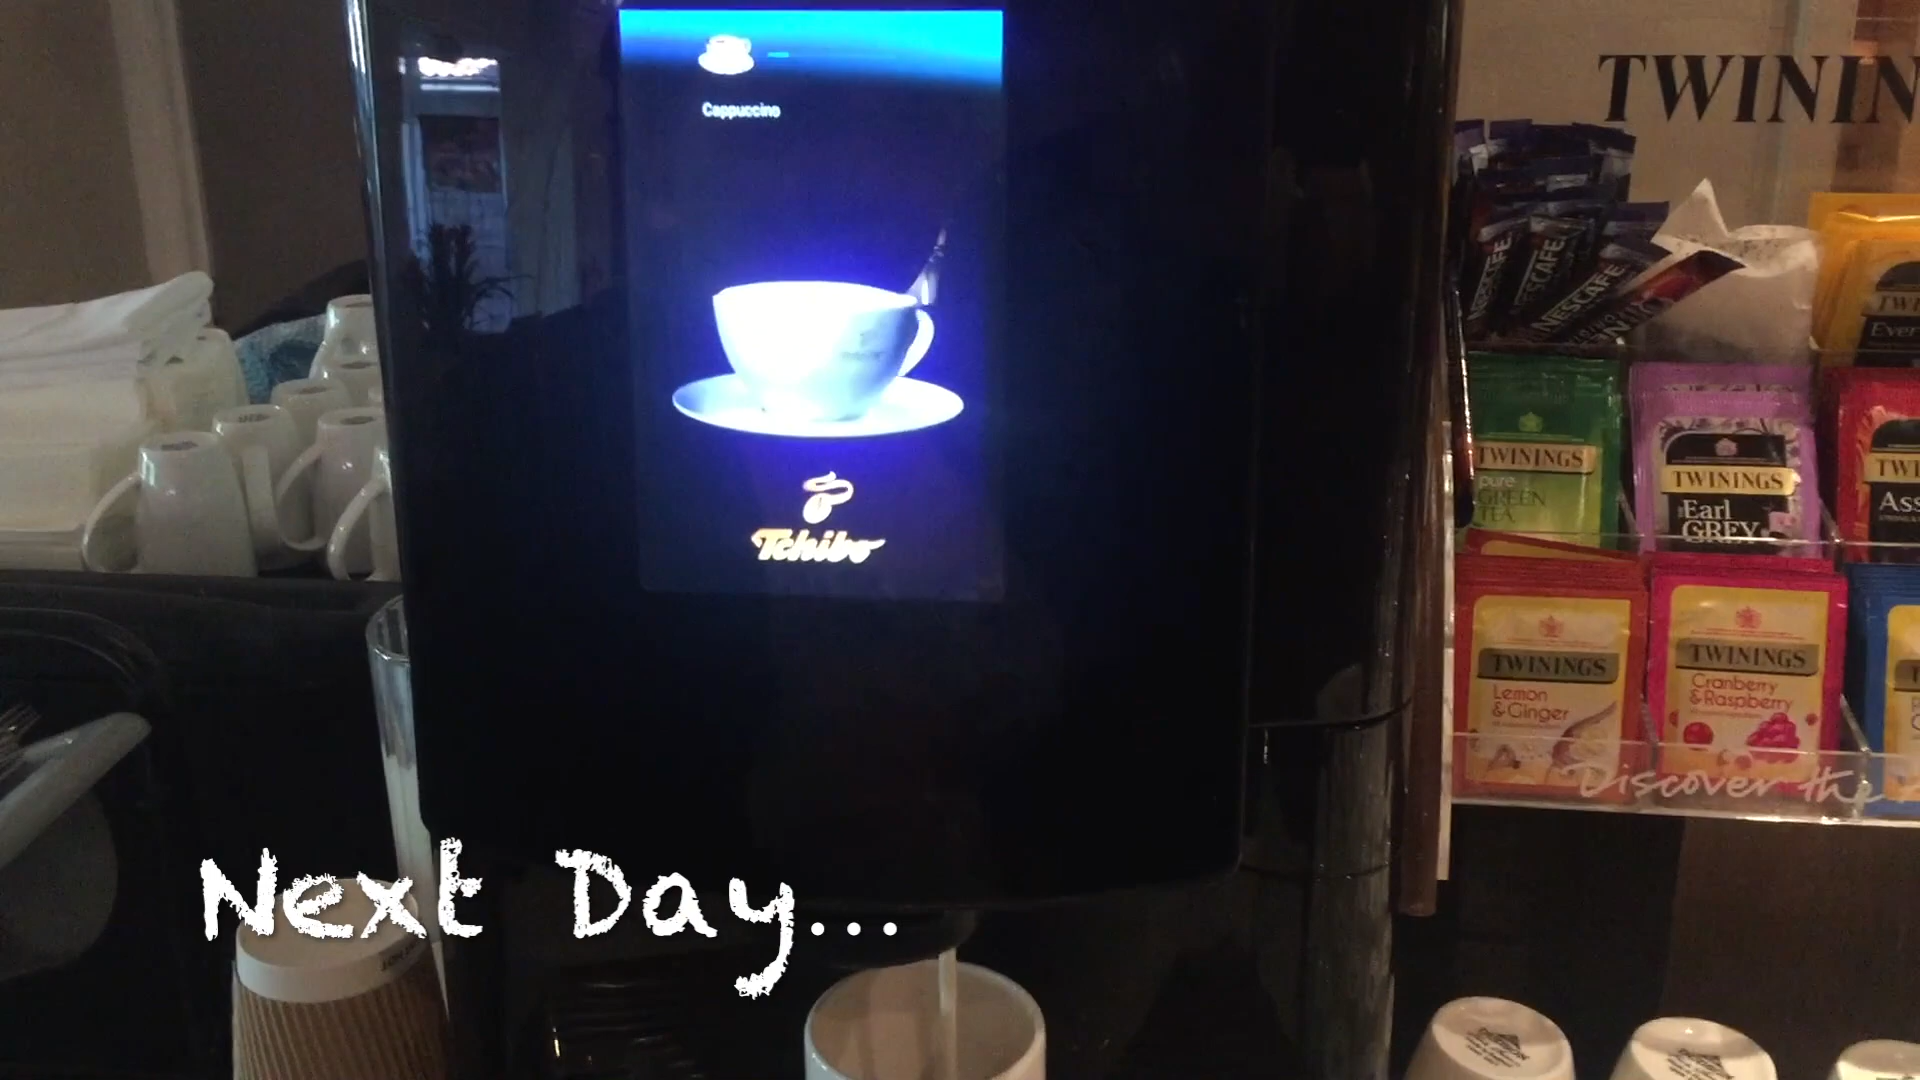 Cappuccino
Tchibo
Next Day...
TWININ
NESCAFE
NESCAFE
NESCAFE
TWININGS
pure
GREEN
TEA
TWININGS
Earl
GREY
TWININGS
Lemon
& Ginger
TWININGS
Cranberry
& Raspberry
Discover the